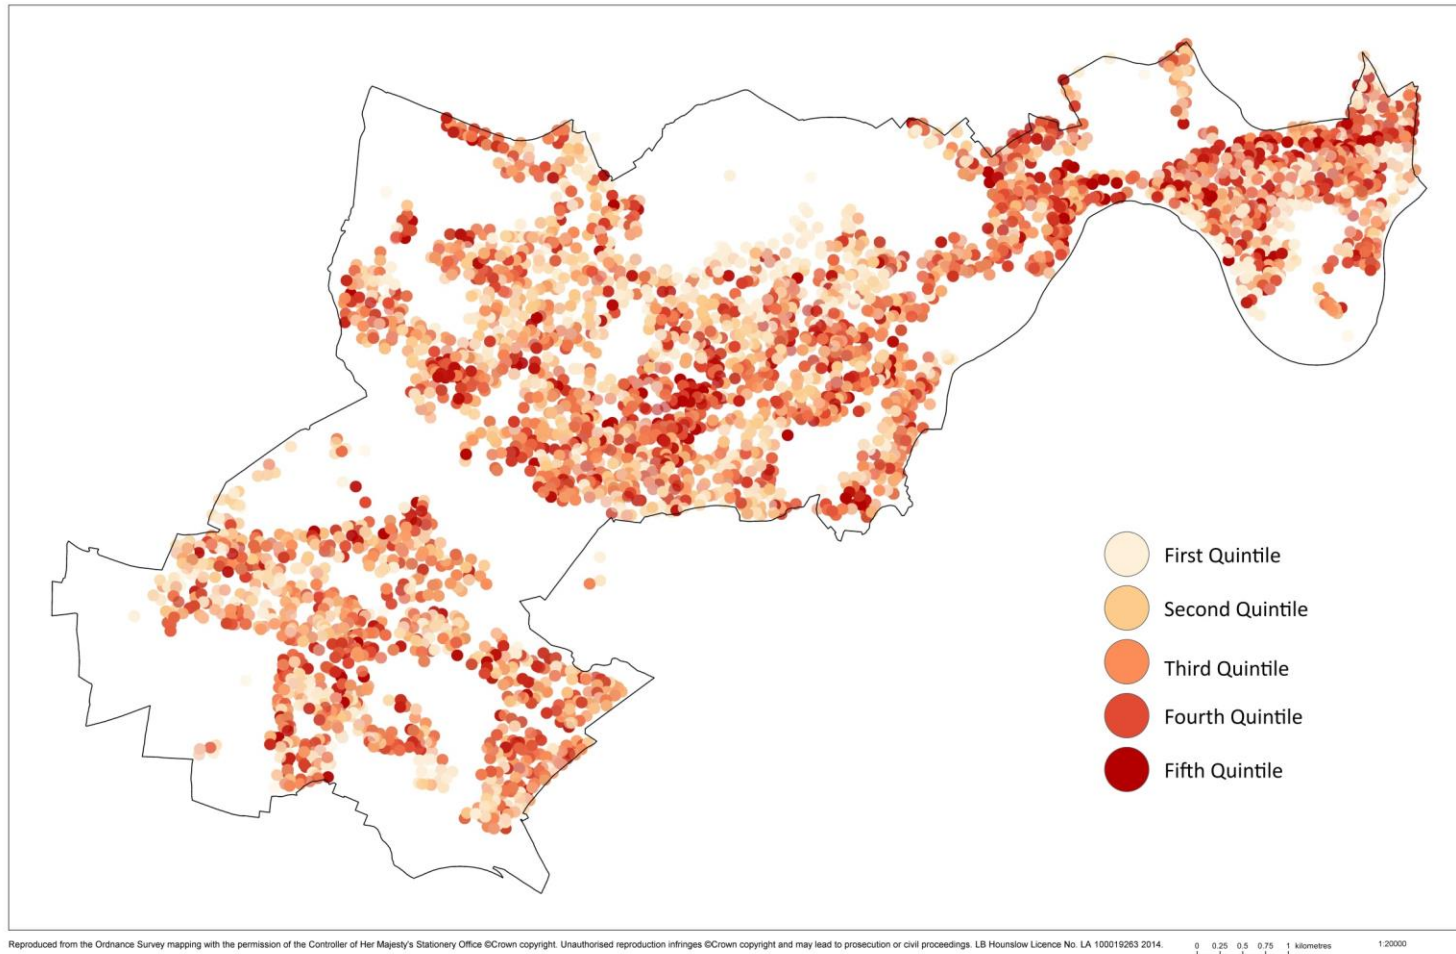 First Quintile
Second Quintile
Third Quintile
Fourth Quintile
Fifth Quintile
Reproduced from the Ordnance Survey mapping with the permission of the Controller of Her Majesty's Stationery Office ©Crown copyright. Unauthorised reproduction infringes ©Crown copyright and may lead to prosecution or civil proceedings. LB Hounslow Licence No. LA 100019263 2014.
0 0.25 0.5 0.75 1 kilometres
1:20000